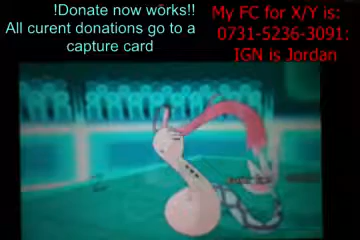 !Donate now works!!
All curent donations go to a
capture card
My FC for X/Y is:
0731-5236-3091:
IGN is Jordan